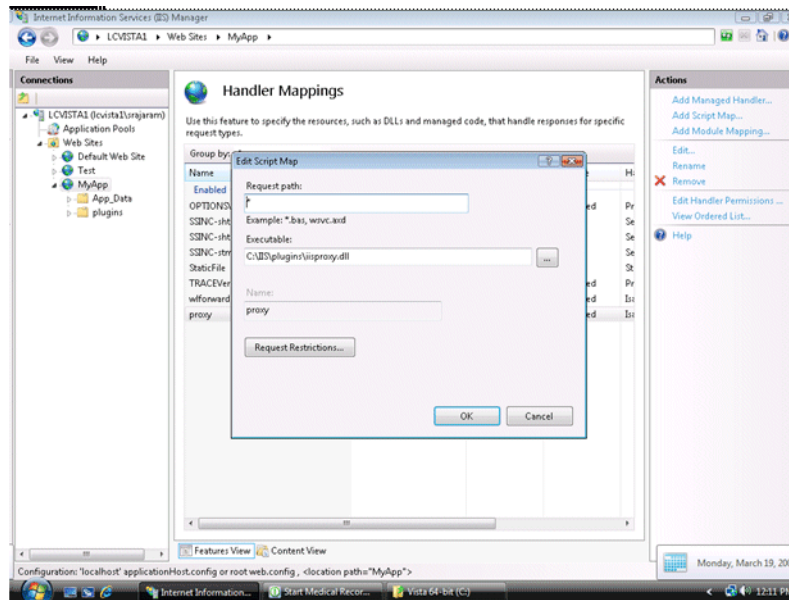 Internet Information Services (IIS) Manager
LCVISTA1 Web Sites MyApp
File View Help
Connections
LCVISTA1 (lcvista1\srajaram)
Application Pools
Web Sites
Default Web Site
Test
MyApp
App_Data
plugins
Handler Mappings
Use this feature to specify the resources, such as DLLs and managed code, that handle responses for specific
request types.
Group by:
Name
Enabled
OPTIONSV
SSINC-sht
SSINC-sht
SSINC-stm
StaticFile
TRACEVer
wlforward
proxy
Edit Script Map
Request path:
*
Example: *.bas, wsvc.axd
Executable:
C:\IIS\plugins\iisproxy.dll
...
Name:
proxy
Request Restrictions...
OK
Cancel
Actions
Add Managed Handler...
Add Script Map...
Add Module Mapping...
Edit...
Rename
Remove
Edit Handler Permissions ...
View Ordered List...
Help
Features View
Content View
Configuration: 'localhost' applicationHost.config or root web.config , <location path="MyApp">
Monday, March 19, 200
Internet Information...
Start Medical Recor...
Vista 64-bit (C:)
12:11 PM